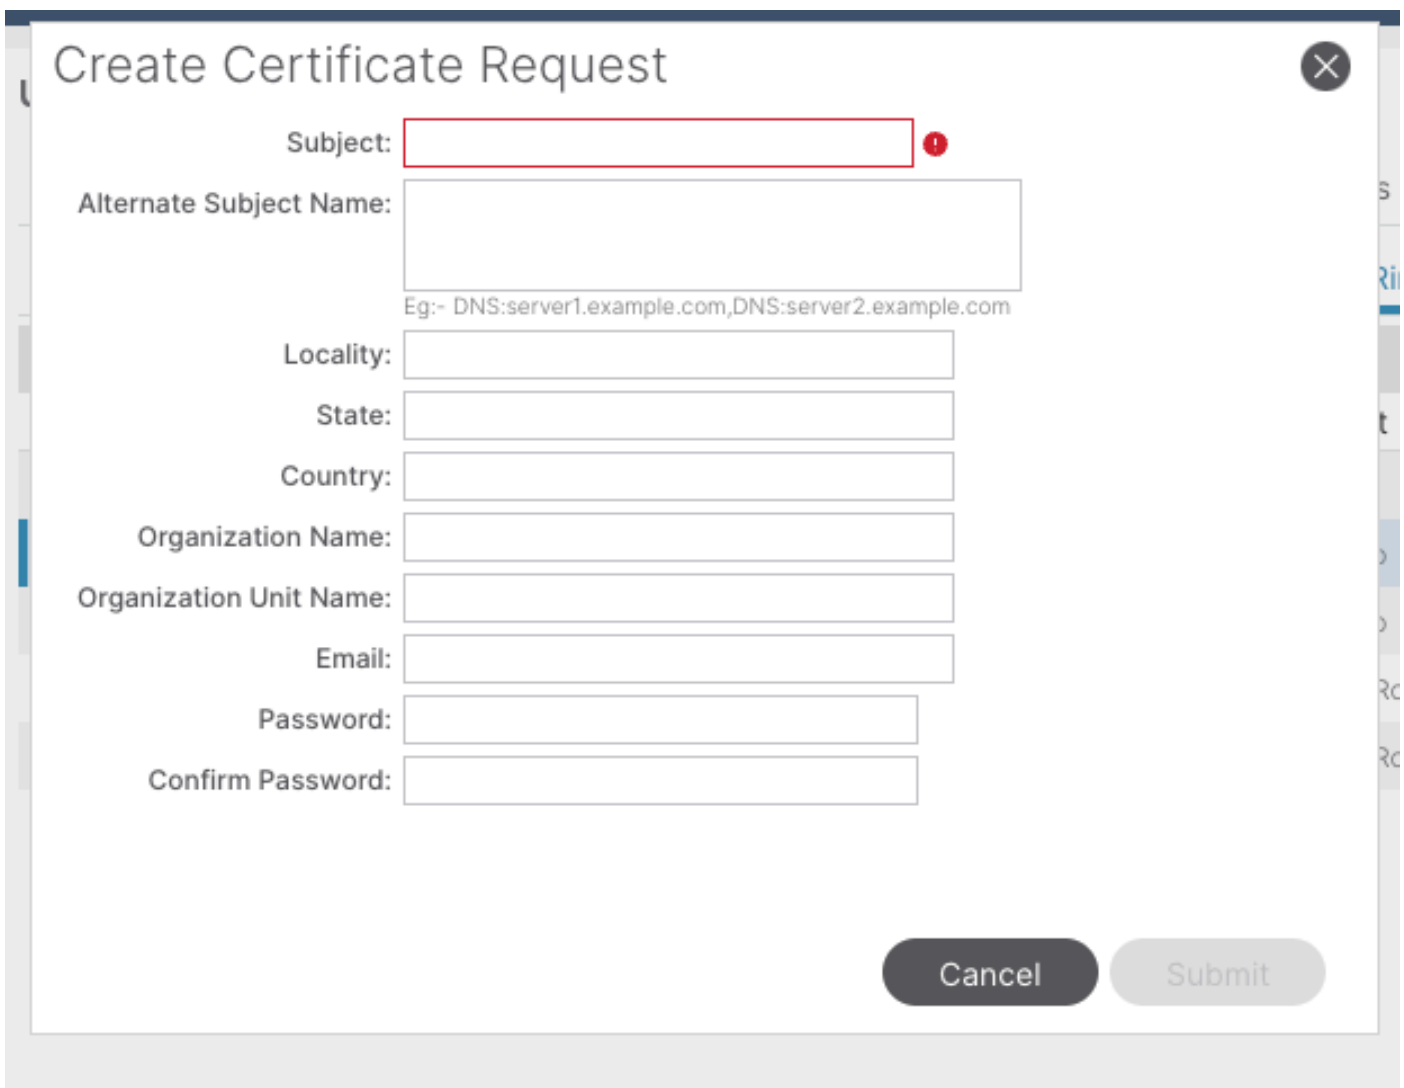 Create Certificate Request
Subject:
Alternate Subject Name:
Eg:- DNS:server1.example.com,DNS:server2.example.com
Locality:
State:
Country:
Organization Name:
Organization Unit Name:
Email:
Password:
Confirm Password:
Cancel
Submit